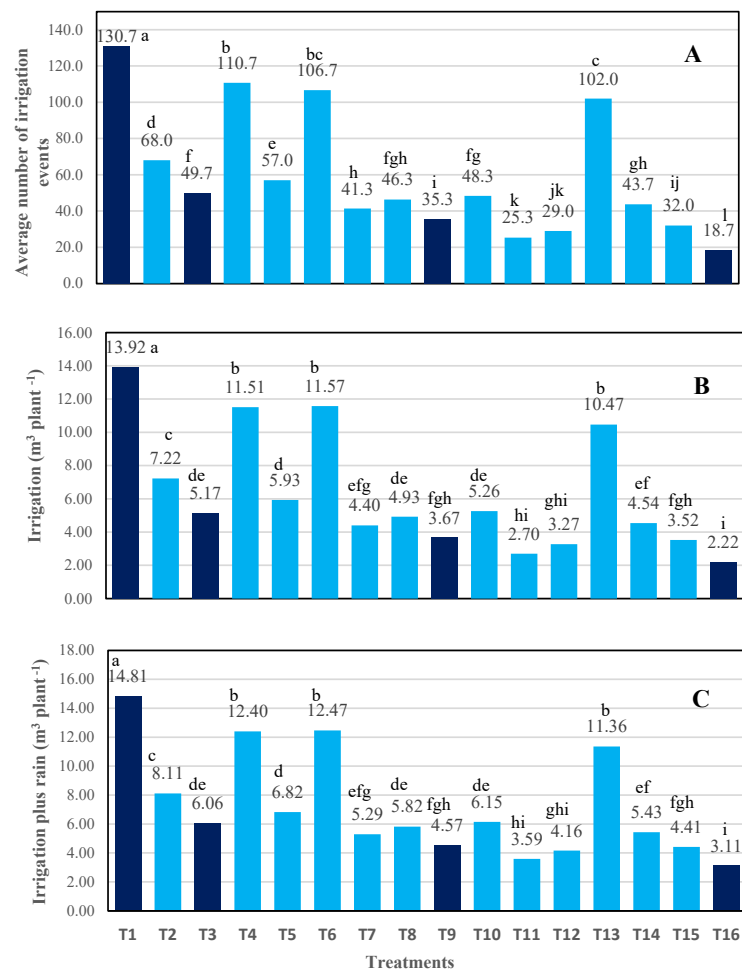 140.0
120.0
100.0
80.0
60.0
40.0
20.0
0.0
Average number of irrigation
events
A
130.7 a
d
68.0
f
49.7
b
110.7
e
57.0
bc
106.7
h
41.3
fgh
46.3
i
35.3
fg
48.3
k
25.3
jk
29.0
c
102.0
gh
43.7
ij
32.0
l
18.7
16.00
14.00
12.00
10.00
8.00
6.00
4.00
2.00
0.00
Irrigation (m³ plant ⁻¹)
B
13.92 a
c
7.22
de
5.17
b
11.51
d
5.93
b
11.57
efg
4.40
de
4.93
fgh
3.67
de
5.26
hi
2.70
ghi
3.27
b
10.47
ef
4.54
fgh
3.52
i
2.22
18.00
16.00
14.00
12.00
10.00
8.00
6.00
4.00
2.00
0.00
Irrigation plus rain (m³ plant ⁻¹)
C
a
14.81
c
8.11
de
6.06
b
12.40
d
6.82
b
12.47
efg
5.29
de
5.82
fgh
4.57
de
6.15
hi
3.59
ghi
4.16
b
11.36
ef
5.43
fgh
4.41
i
3.11
T1 T2 T3 T4 T5 T6 T7 T8 T9 T10 T11 T12 T13 T14 T15 T16
Treatments